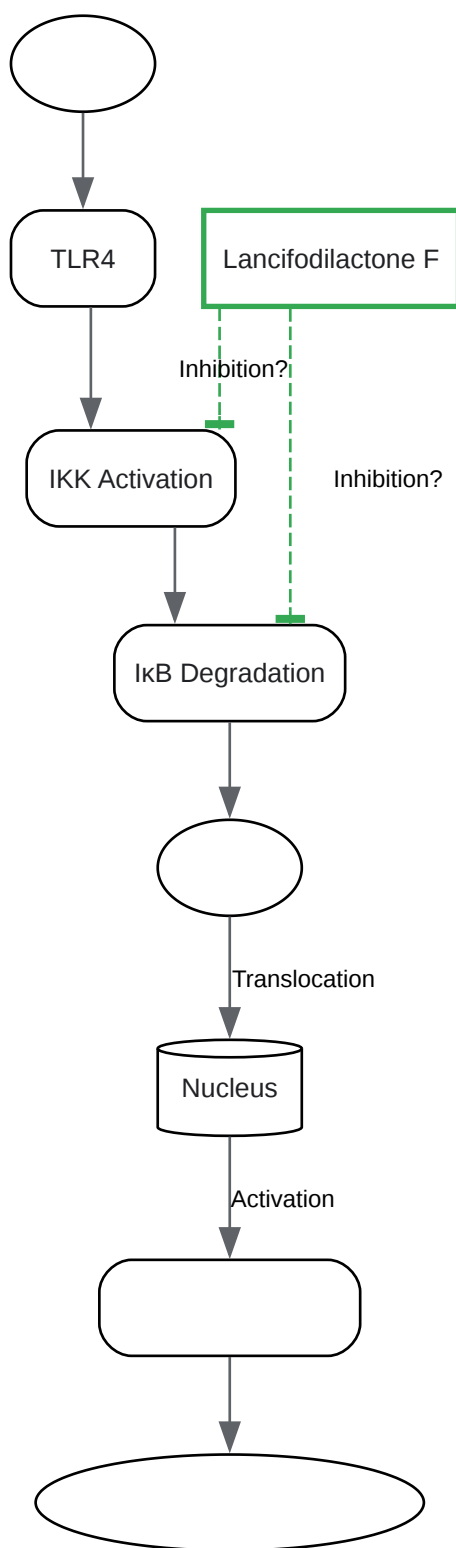 TLR4
Lancifodilactone F
Inhibition?
IKK Activation
Inhibition?
IκB Degradation
Translocation
Nucleus
Activation